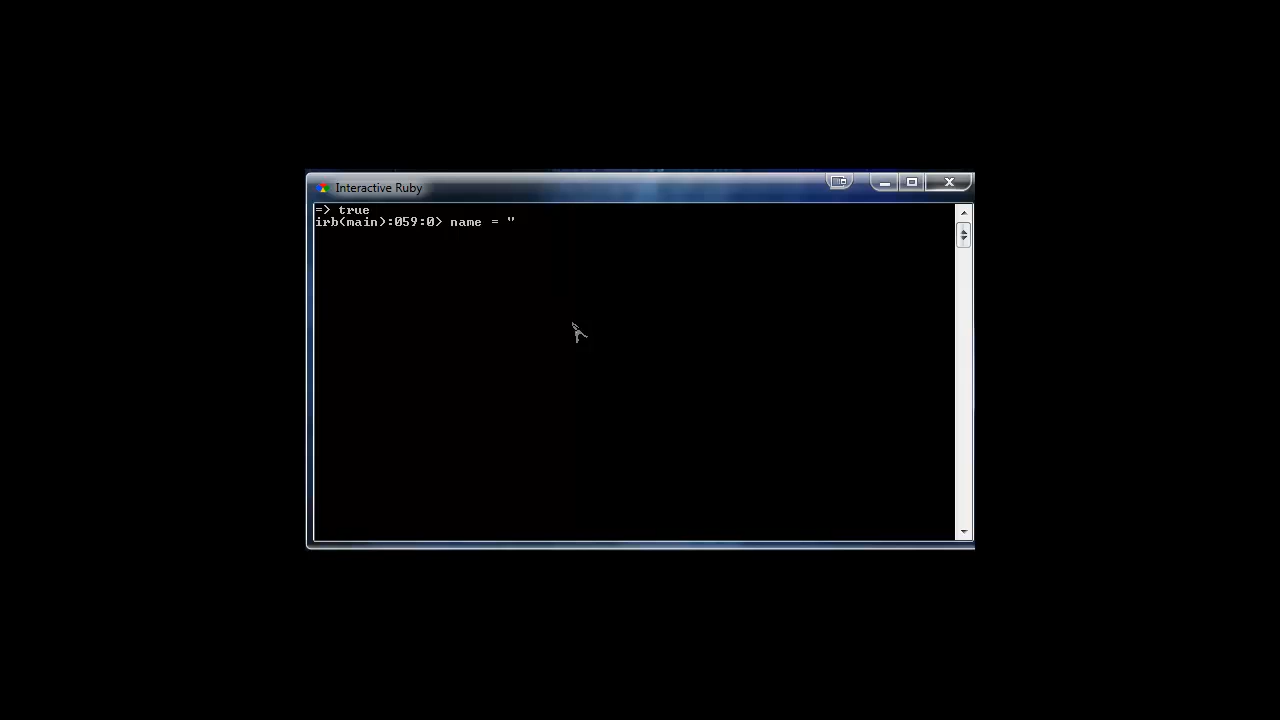 Interactive Ruby
=> true
irb(main):059:0> name = "